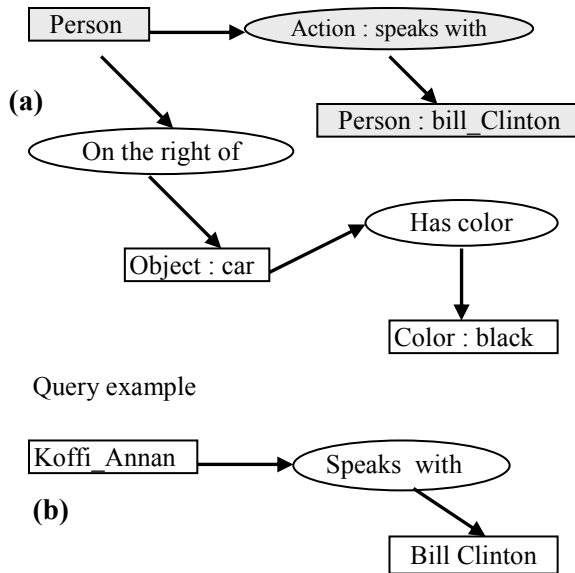 Person
Action : speaks with
(a)
Person : bill_Clinton
On the right of
Has color
Object : car
Color : black
Query example
Koffi_Annan
Speaks with
(b)
Bill Clinton